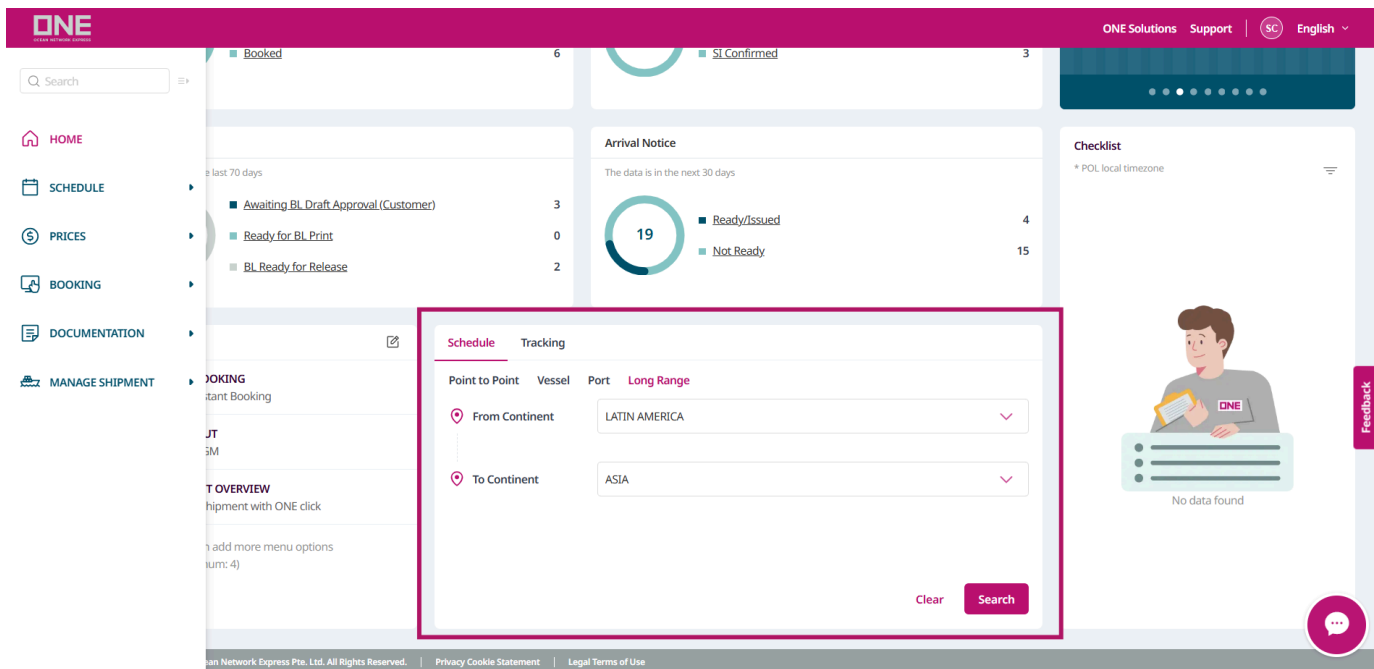 ONE
OCEAN NETWORK EXPRESS
ONE Solutions Support SC English
Search
HOME
SCHEDULE
PRICES
BOOKING
DOCUMENTATION
MANAGE SHIPMENT
Booked 6
SI Confirmed 3
last 70 days
Awaiting BL Draft Approval (Customer) 3
Ready for BL Print 0
BL Ready for Release 2
Arrival Notice
The data is in the next 30 days
19
Ready/Issued 4
Not Ready 15
Checklist
* POL local timezone
ONE
No data found
OOKING
stant Booking
UT
GM
T OVERVIEW
hipment with ONE click
add more menu options
um: 4)
Schedule Tracking
Point to Point Vessel Port Long Range
From Continent LATIN AMERICA
To Continent ASIA
Clear Search
Feedback
ean Network Express Pte. Ltd. All Rights Reserved. | Privacy Cookie Statement | Legal Terms of Use